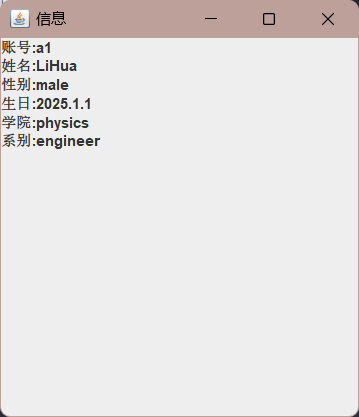 信息
账号:a1
姓名:LiHua
性别:male
生日:2025.1.1
学院:physics
系别:engineer